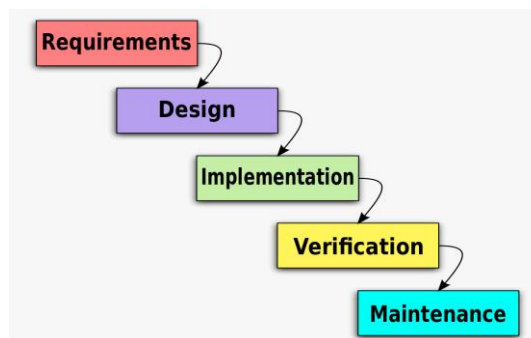 Requirements
Design
Implementation
Verification
Maintenance